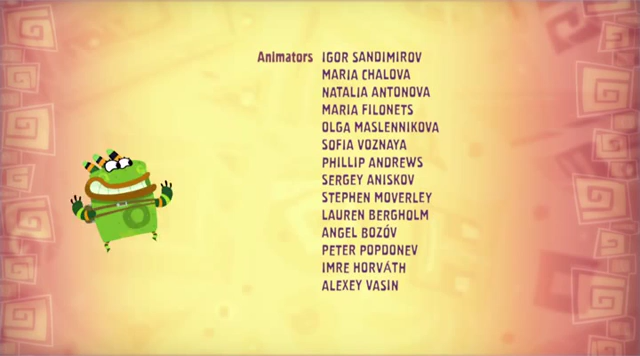 Animators IGOR SANDIMIROV
MARIA CHALOVA
NATALIA ANTONOVA
MARIA FILONETS
OLGA MASLENNIKOVA
SOFIA VOZNAYA
PHILLIP ANDREWS
SERGEY ANISKOV
STEPHEN MOVERLEY
LAUREN BERGHOLM
ANGEL BOZÓV
PETER POPDONEV
IMRE HORVÁTH
ALEXEY VASIN